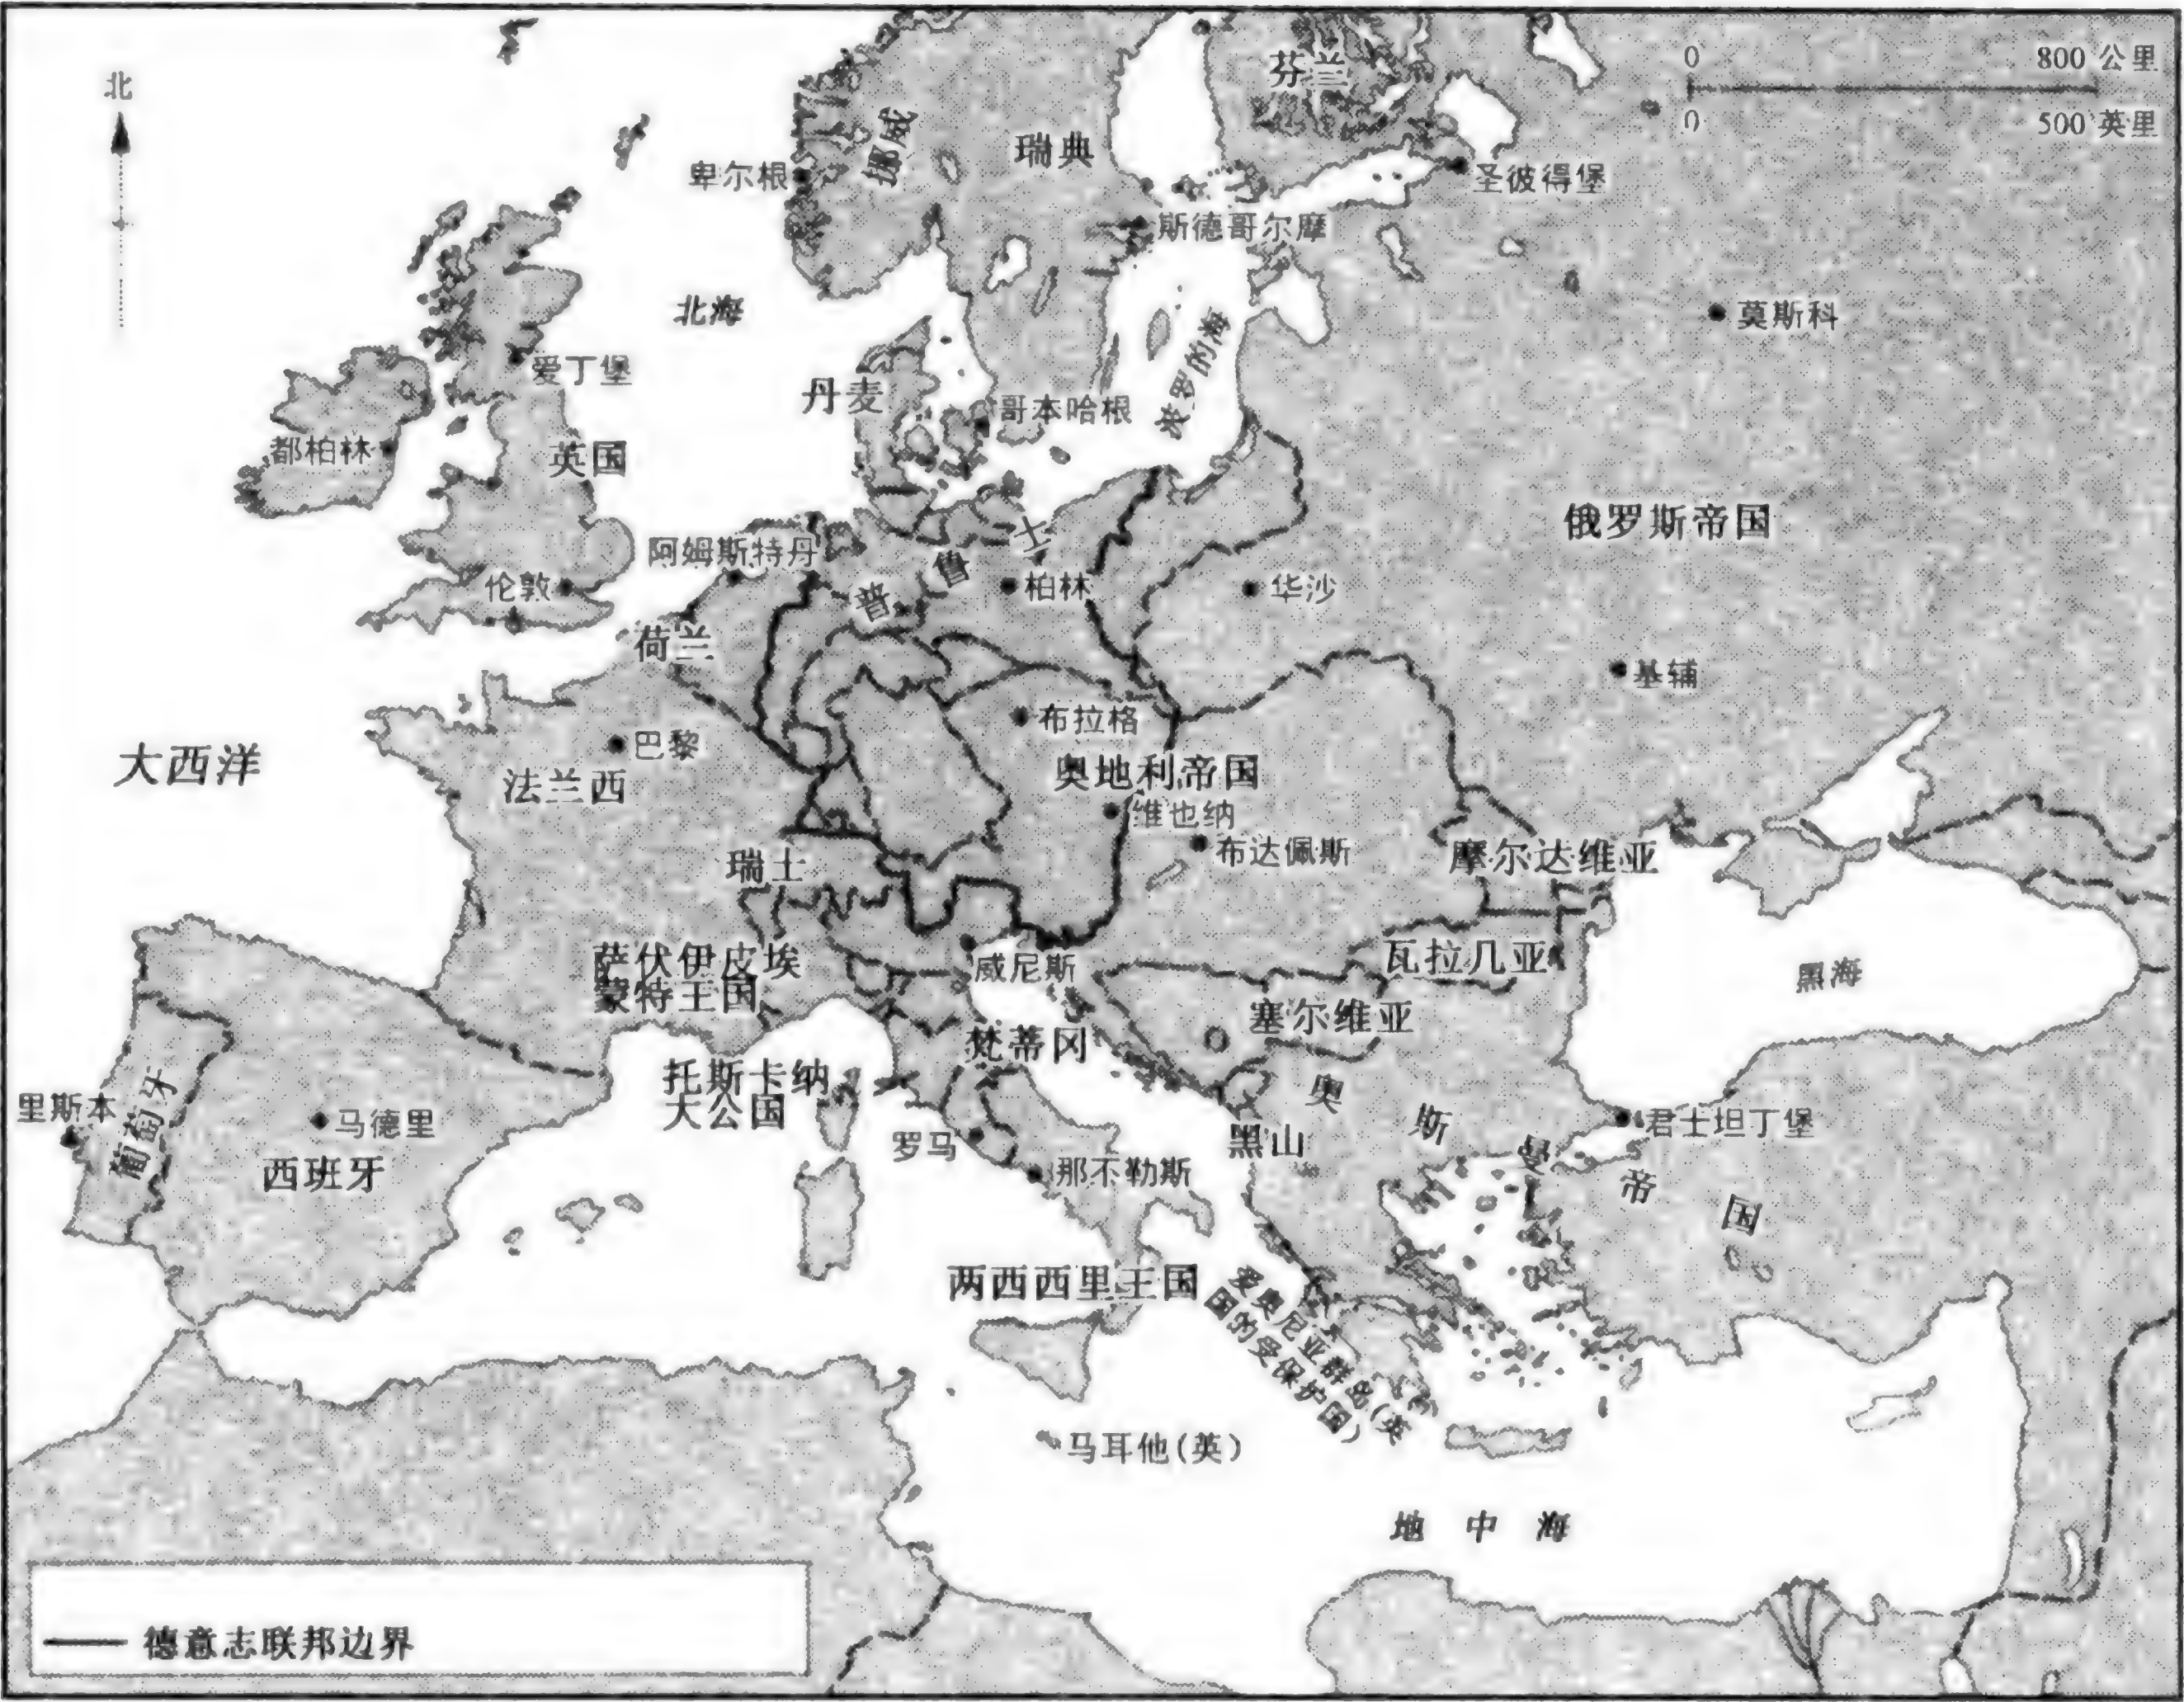 北
0
800 公里
0
500 英里
芬兰
挪威
瑞典
卑尔根
圣彼得堡
斯德哥尔摩
北海
莫斯科
波罗的海
爱丁堡
丹麦
哥本哈根
都柏林
英国
俄罗斯帝国
阿姆斯特丹
普鲁士
伦敦
柏林
华沙
荷兰
基辅
布拉格
巴黎
大西洋
法兰西
奥地利帝国
维也纳
布达佩斯
摩尔达维亚
瑞士
萨伏伊皮埃
蒙特王国
威尼斯
瓦拉几亚
黑海
塞尔维亚
梵蒂冈
托斯卡纳
大公国
里斯本
葡萄牙
马德里
西班牙
罗马
那不勒斯
黑山
奥斯曼帝国
君士坦丁堡
两西西里王国
爱奥尼亚群岛(英
国的受保护国)
马耳他(英)
地中海
德意志联邦边界